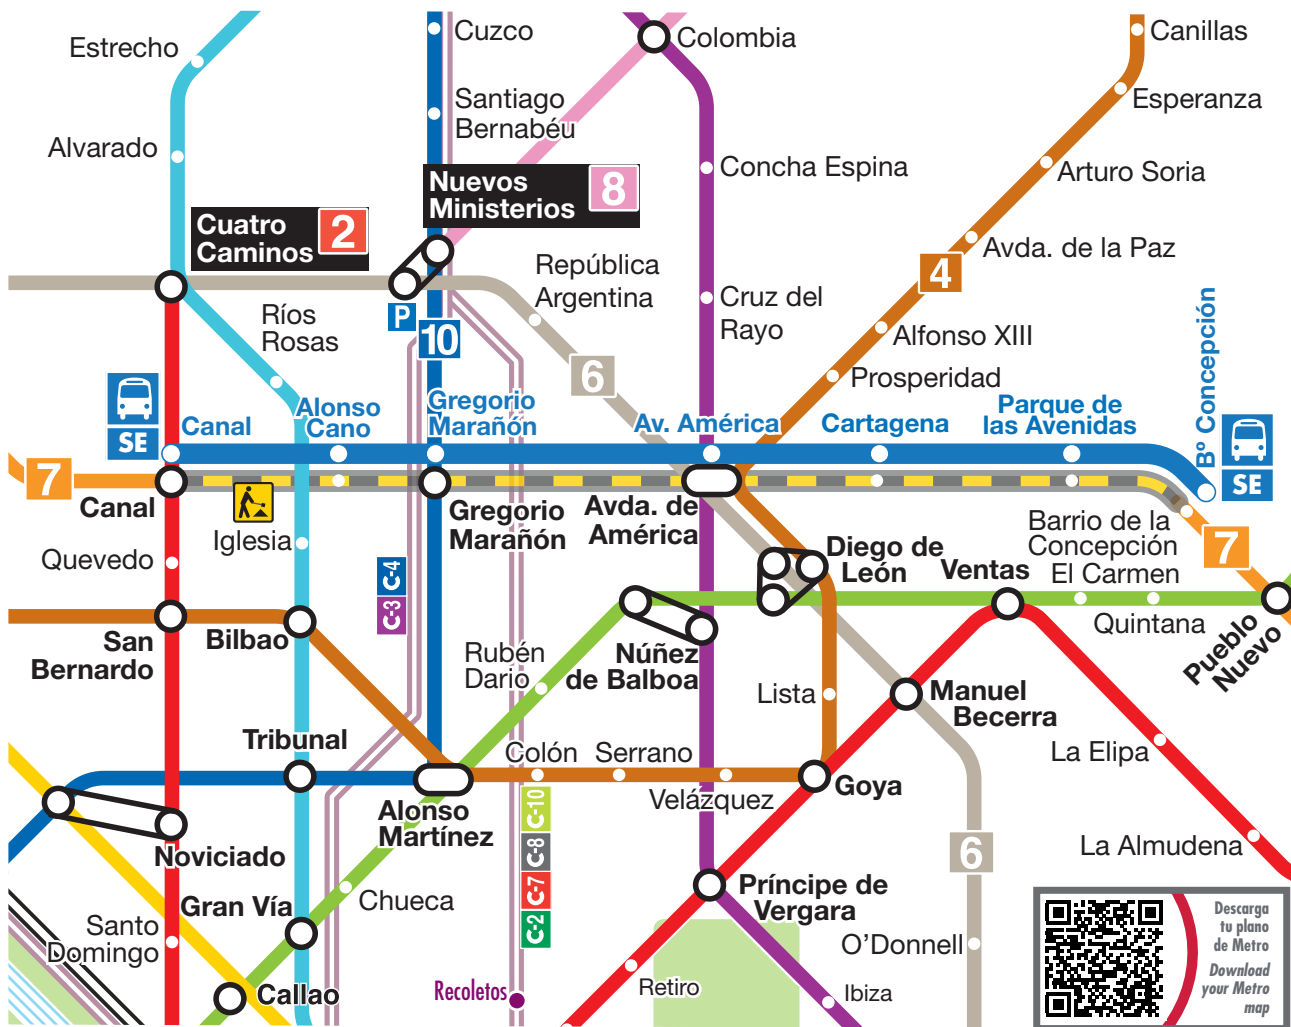 Estrecho
Cuzco
Colombia
Canillas
Santiago
Bernabéu
Esperanza
Alvarado
Concha Espina
Arturo Soria
Nuevos
Ministerios
8
Cuatro
Caminos
2
República
Argentina
Avda. de la Paz
4
Cruz del
Rayo
Ríos
Rosas
P
10
Alfonso XIII
6
Prosperidad
Bº Concepción
SE
Canal
Alonso
Cano
Gregorio
Marañón
Av. América
Cartagena
Parque de
las Avenidas
SE
7
Canal
Gregorio
Marañón
Avda. de
América
Barrio de la
Concepción
7
Quevedo
Iglesia
Diego de
León
Ventas
El Carmen
C-4
C-3
Quintana
Pueblo
Nuevo
San
Bernardo
Bilbao
Rubén
Dario
Núñez
de Balboa
Lista
Manuel
Becerra
Tribunal
Colón
Serrano
Velázquez
Goya
La Elipa
Alonso
Martínez
C-10
C-8
C-7
C-2
6
La Almudena
Noviciado
Chueca
Gran Vía
Príncipe de
Vergara
Santo
Domingo
O'Donnell
Callao
Recoletos
Retiro
Ibiza
Descarga
tu plano
de Metro
Download
your Metro
map